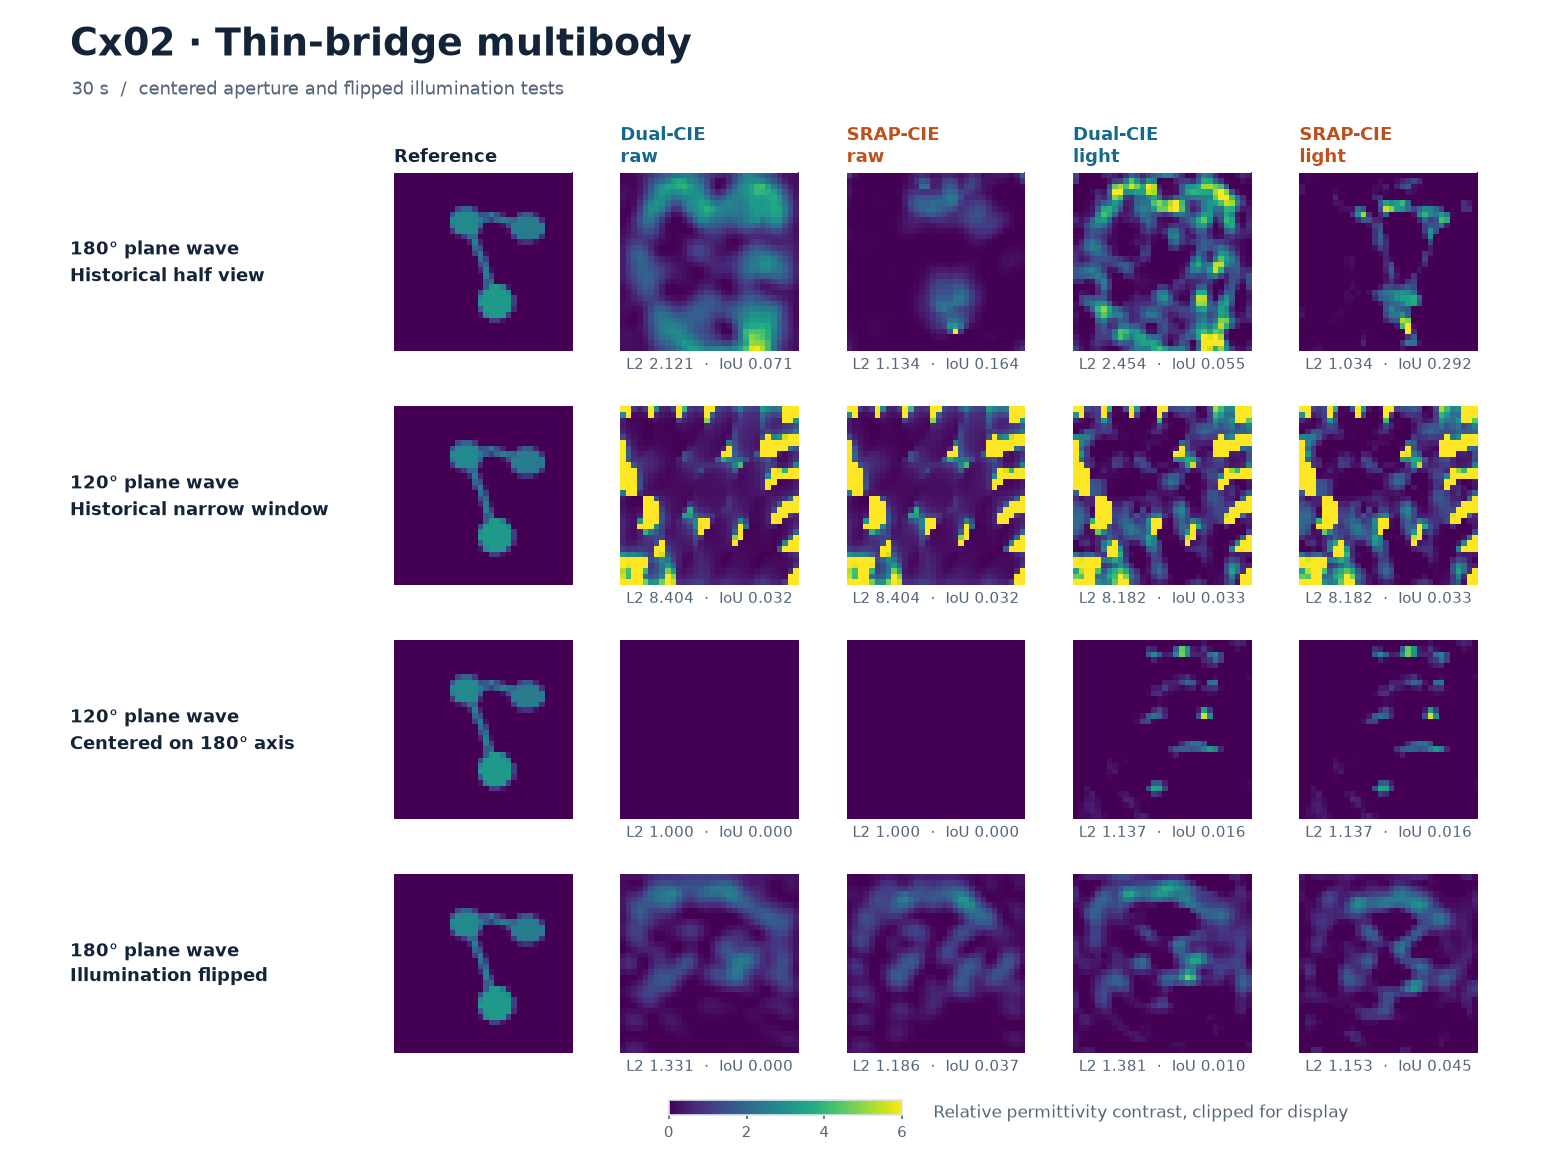 Cx02 · Thin-bridge multibody
30 s / centered aperture and flipped illumination tests
Reference
Dual-CIE
raw
SRAP-CIE
raw
Dual-CIE
light
SRAP-CIE
light
180° plane wave
Historical half view
L2 2.121 · IoU 0.071
L2 1.134 · IoU 0.164
L2 2.454 · IoU 0.055
L2 1.034 · IoU 0.292
120° plane wave
Historical narrow window
L2 8.404 · IoU 0.032
L2 8.404 · IoU 0.032
L2 8.182 · IoU 0.033
L2 8.182 · IoU 0.033
120° plane wave
Centered on 180° axis
L2 1.000 · IoU 0.000
L2 1.000 · IoU 0.000
L2 1.137 · IoU 0.016
L2 1.137 · IoU 0.016
180° plane wave
Illumination flipped
L2 1.331 · IoU 0.000
L2 1.186 · IoU 0.037
L2 1.381 · IoU 0.010
L2 1.153 · IoU 0.045
0 2 4 6
Relative permittivity contrast, clipped for display